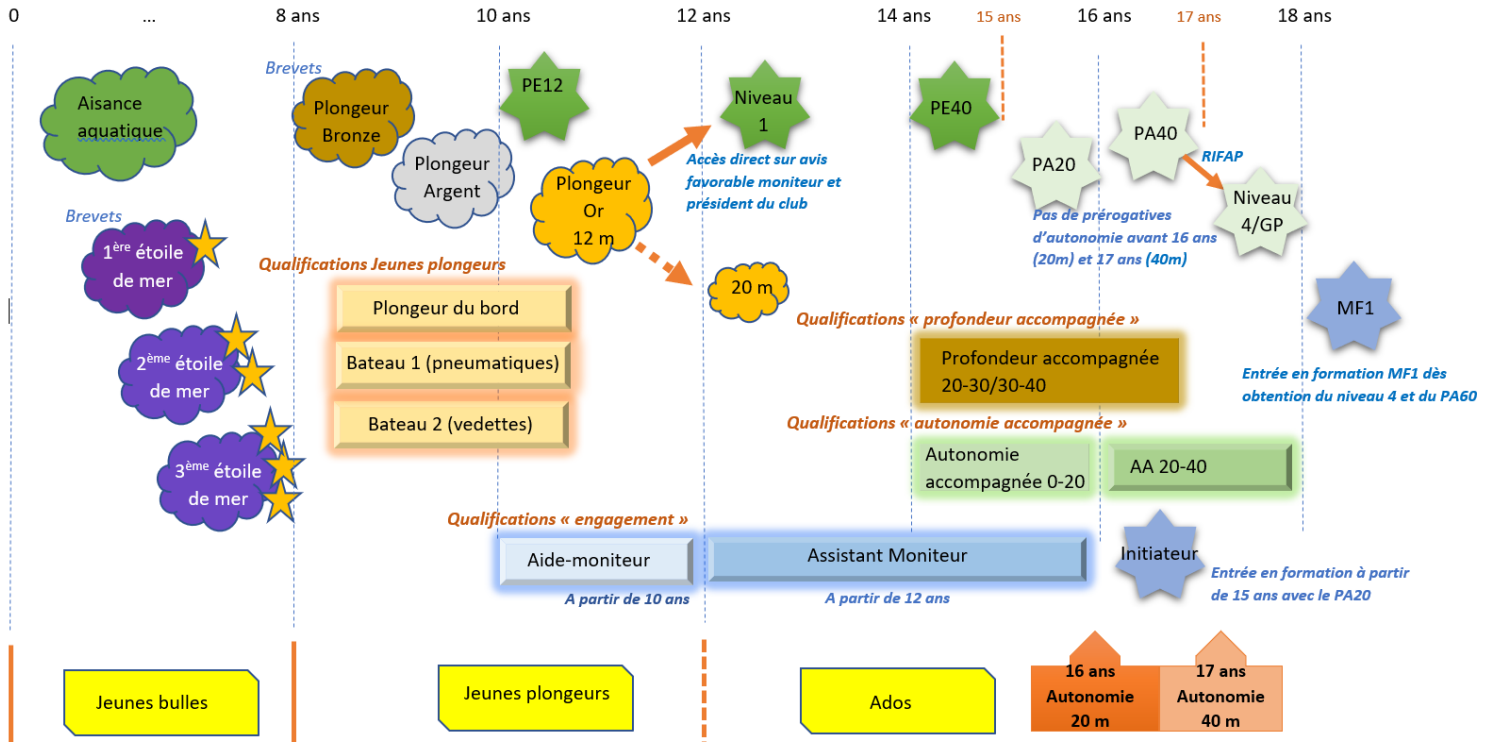 0
...
8 ans
10 ans
12 ans
14 ans
15 ans
16 ans
17 ans
18 ans
Aisance
aquatique
Brevets
Plongeur
Bronze
Plongeur
Argent
PE12
Plongeur
Or
12 m
Niveau
1
Accès direct sur avis
favorable moniteur et
président du club
20 m
PE40
PA20
PA40
RIFAP
Niveau
4/GP
Pas de prérogatives
d'autonomie avant 16 ans
(20m) et 17 ans (40m)
MF1
Entrée en formation MF1 dès
obtention du niveau 4 et du PA60
Brevets
1ère étoile
de mer
2ème étoile
de mer
3ème étoile
de mer
Qualifications Jeunes plongeurs
Plongeur du bord
Bateau 1 (pneumatiques)
Bateau 2 (vedettes)
Qualifications « profondeur accompagnée »
Profondeur accompagnée
20-30/30-40
Qualifications « autonomie accompagnée »
Autonomie
accompagnée 0-20
AA 20-40
Qualifications « engagement »
Aide-moniteur
A partir de 10 ans
Assistant Moniteur
A partir de 12 ans
Initiateur
Entrée en formation à partir
de 15 ans avec le PA20
Jeunes bulles
Jeunes plongeurs
Ados
16 ans
Autonomie
20 m
17 ans
Autonomie
40 m